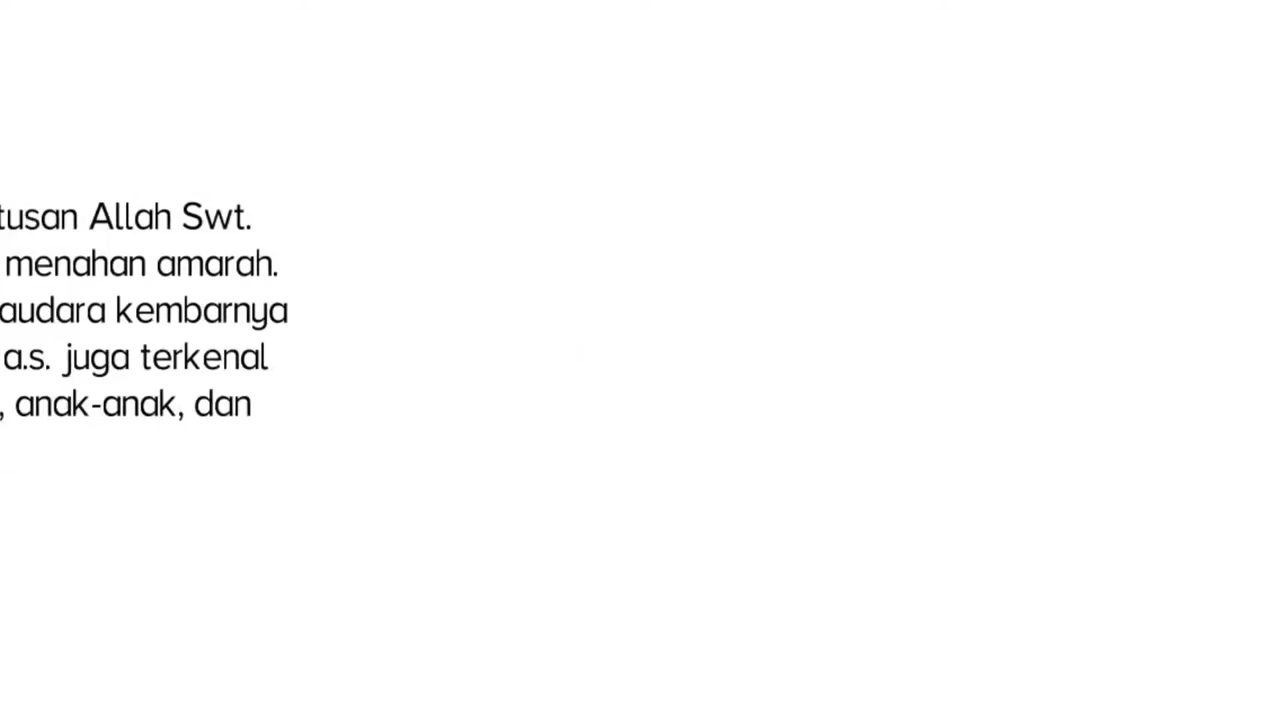 tusan Allah Swt.
menahan amarah.
audara kembarnya
a.s. juga terkenal
, anak-anak, dan